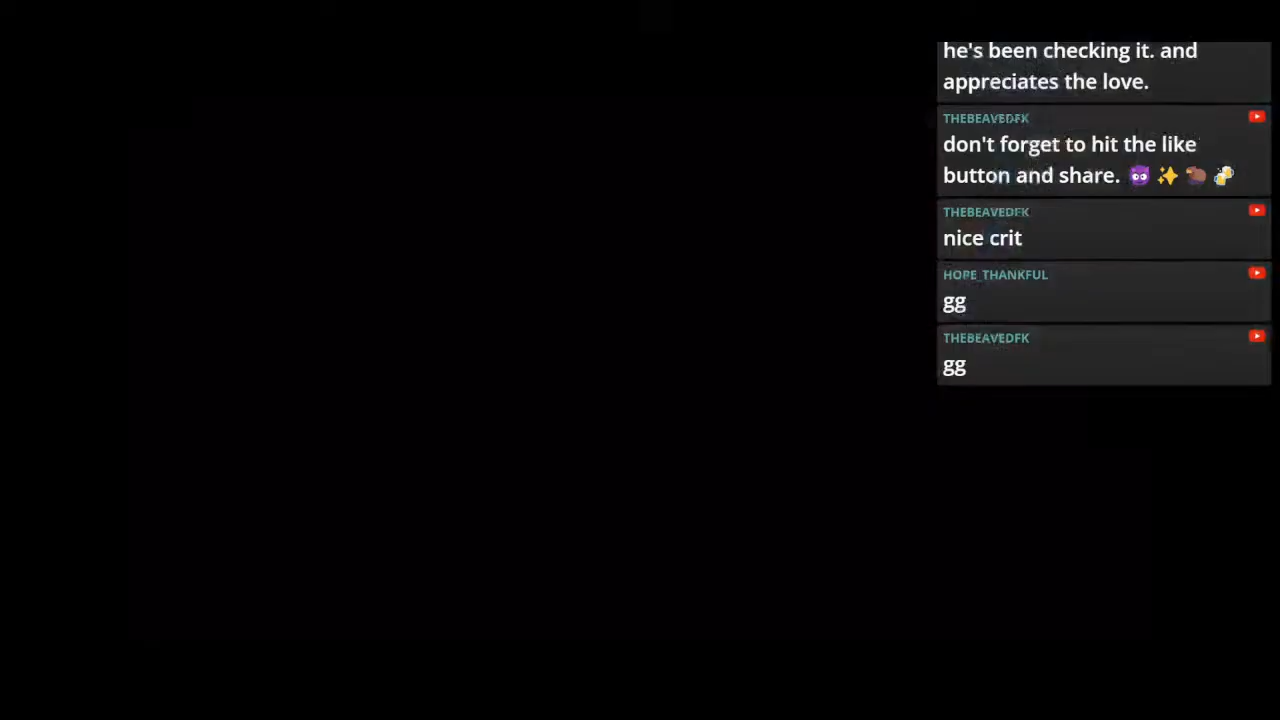 he's been checking it. and
appreciates the love.
THEBEAVEDFK
don't forget to hit the like
button and share. 😈 ✨ 🦫 🍻
THEBEAVEDFK
nice crit
HOPE_THANKFUL
gg
THEBEAVEDFK
gg